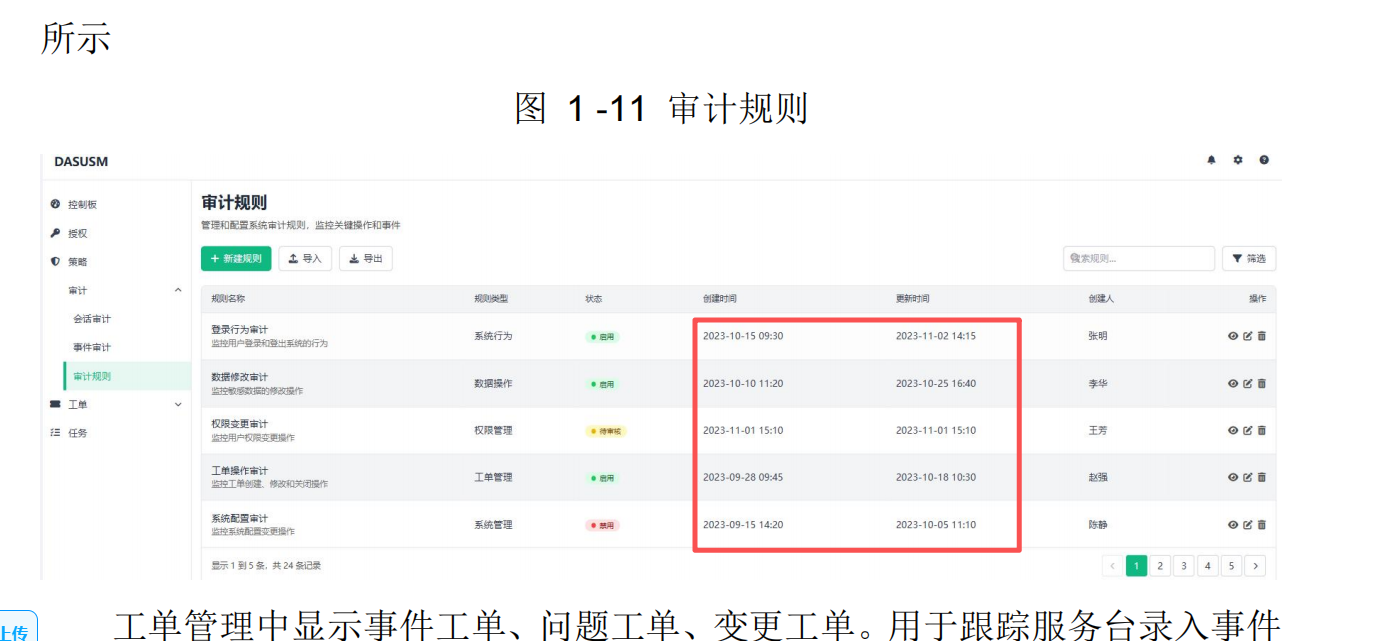 所示
图 1 -11 审计规则
DASUSM
控制板
授权
策略
审计
会话审计
事件审计
审计规则
工单
任务
审计规则
管理和配置系统审计规则，监控关键操作和事件
+ 新建规则 导入 导出 搜索规则... 筛选
规则名称 规则类型 状态 创建时间 更新时间 创建人 操作
登录行为审计 系统行为 启用 2023-10-15 09:30 2023-11-02 14:15 张明
监控用户登录和登出系统的行为
数据修改审计 数据操作 启用 2023-10-10 11:20 2023-10-25 16:40 李华
监控敏感数据的修改操作
权限变更审计 权限管理 待审核 2023-11-01 15:10 2023-11-01 15:10 王芳
监控用户权限变更操作
工单操作审计 工单管理 启用 2023-09-28 09:45 2023-10-18 10:30 赵强
监控工单创建、修改和关闭操作
系统配置审计 系统管理 禁用 2023-09-15 14:20 2023-10-05 11:10 陈静
监控系统配置变更操作
显示 1 到 5 条，共 24 条记录 1 2 3 4 5
上传
工单管理中显示事件工单、问题工单、变更工单。用于跟踪服务台录入事件